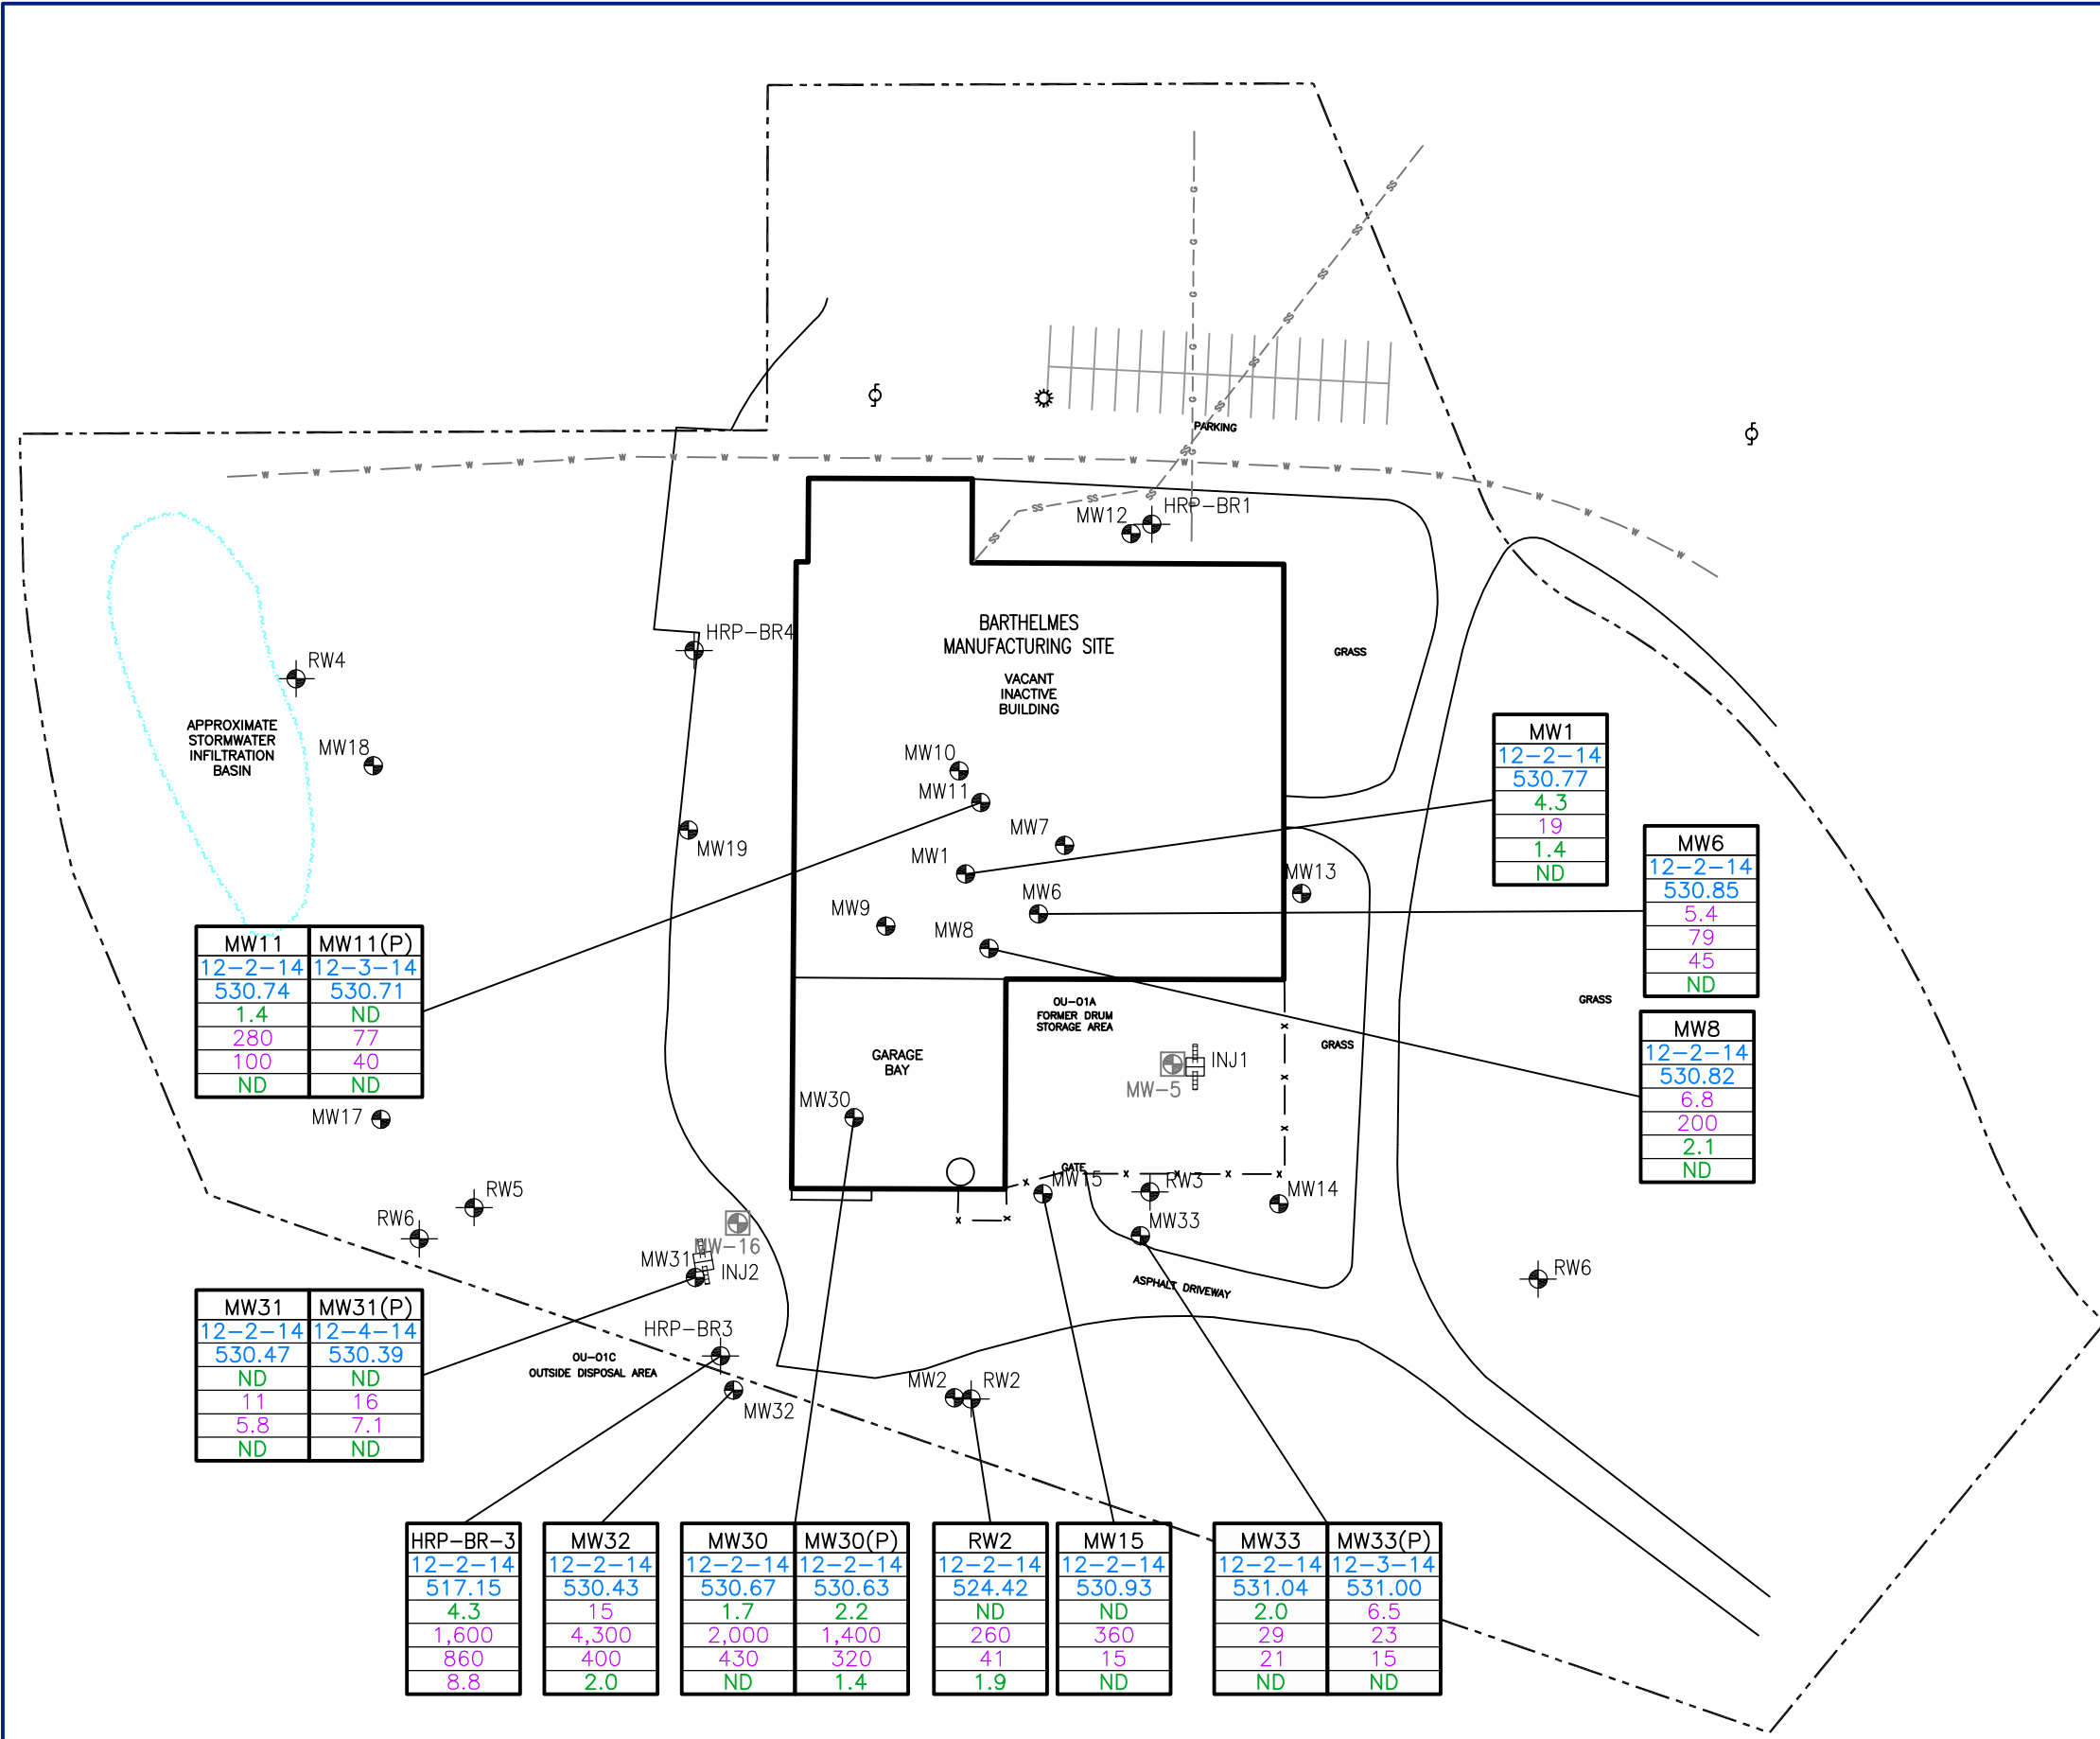 G
SS
G
SS
SS
G
SS
G
SS
G
SS
PARKING
SS
G
W W W W W W W W W W W W W W W W W W W W W W W W W W W W W
SS
SS
SS
SS
MW12
HRP-BR1
BARTHELMES
MANUFACTURING SITE
VACANT
INACTIVE
BUILDING
GRASS
HRP-BR4
RW4
APPROXIMATE
STORMWATER
INFILTRATION
BASIN
MW18
MW19
MW10
MW11
MW7
MW1
MW6
MW9
MW8
MW13
MW1
12-2-14
530.77
4.3
19
1.4
ND
MW6
12-2-14
530.85
5.4
79
45
ND
MW8
12-2-14
530.82
6.8
200
2.1
ND
GRASS
GRASS
MW11 MW11(P)
12-2-14 12-3-14
530.74 530.71
1.4 ND
280 77
100 40
ND ND
MW17
OU-01A
FORMER DRUM
STORAGE AREA
GARAGE
BAY
INJ1
MW-5
MW30
X
X
X
GATE
X X X X
X
X X
MW15
RW3
MW14
MW33
RW5
RW6
MW-16
MW31
INJ2
RW6
ASPHALT DRIVEWAY
MW31 MW31(P)
12-2-14 12-4-14
530.47 530.39
ND ND
11 16
5.8 7.1
ND ND
HRP-BR3
OU-01C
OUTSIDE DISPOSAL AREA
MW32
MW2
RW2
HRP-BR-3
12-2-14
517.15
4.3
1,600
860
8.8
MW32
12-2-14
530.43
15
4,300
400
2.0
MW30 MW30(P)
12-2-14 12-2-14
530.67 530.63
1.7 2.2
2,000 1,400
430 320
ND 1.4
RW2
12-2-14
524.42
ND
260
41
1.9
MW15
12-2-14
530.93
ND
360
15
ND
MW33 MW33(P)
12-2-14 12-3-14
531.04 531.00
2.0 6.5
29 23
21 15
ND ND